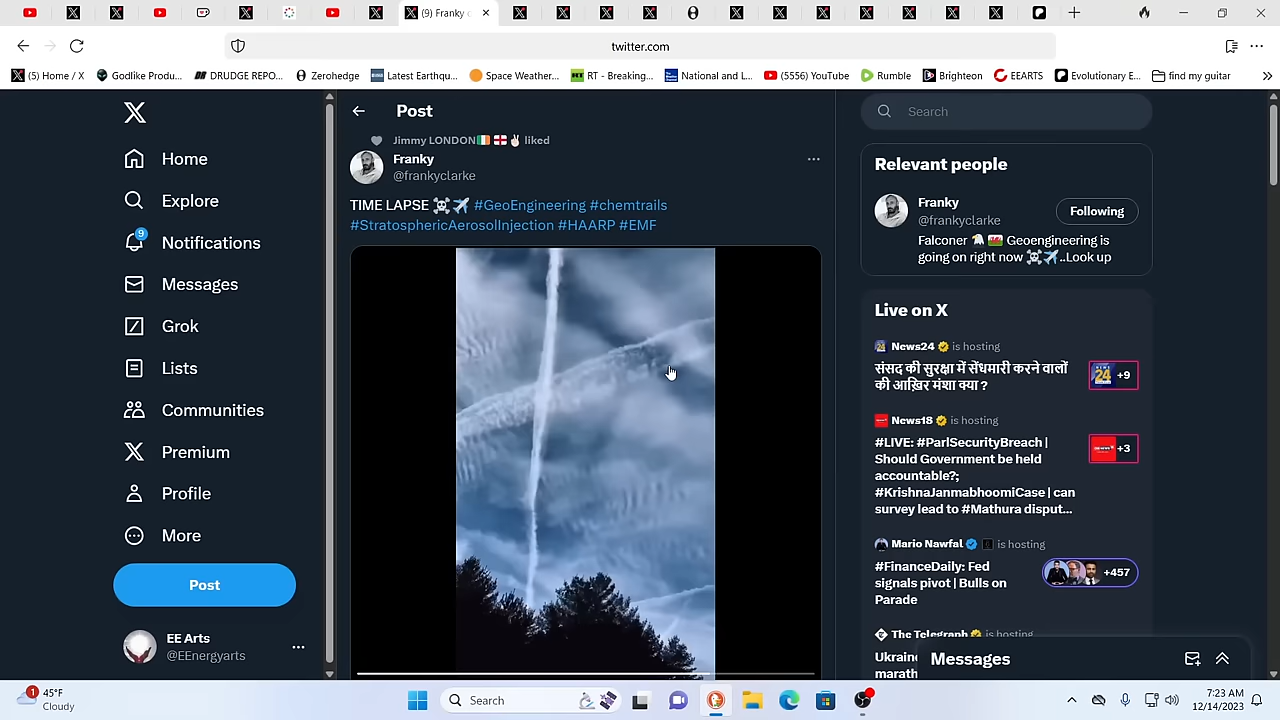 (9) Franky
twitter.com
(5) Home / X
Godlike Produ...
DRUDGE REPO...
Zerohedge
Latest Earthqu...
Space Weather...
RT - Breaking...
National and L...
(5556) YouTube
Rumble
Brighteon
EEARTS
Evolutionary E...
find my guitar
Home
Explore
9
Notifications
Messages
Grok
Lists
Communities
Premium
Profile
More
Post
EE Arts
@EEnergyarts
Post
Jimmy LONDON🇮🇪 🏴󠁧󠁢󠁥󠁮󠁧󠁿 ✌🏻 liked
Franky
@frankyclarke
TIME LAPSE ☠️✈️ #GeoEngineering #chemtrails
#StratosphericAerosolInjection #HAARP #EMF
Search
Relevant people
Franky
@frankyclarke
Following
Falconer 🦅 🏴󠁧󠁢󠁷󠁬󠁳󠁿 Geoengineering is
going on right now ☠️✈️..Look up
Live on X
News24 is hosting
संसद की सुरक्षा में सेंधमारी करने वालों
की आख़िर मंशा क्या ?
24 +9
News18 is hosting
#LIVE: #ParlSecurityBreach |
Should Government be held
accountable?;
#KrishnaJanmabhoomiCase | can
survey lead to #Mathura disput...
+3
Mario Nawfal is hosting
#FinanceDaily: Fed
signals pivot | Bulls on
Parade
+457
The Telegraph is hosting
Ukraine
marath
Messages
1
45°F
Cloudy
Search
7:23 AM
12/14/2023